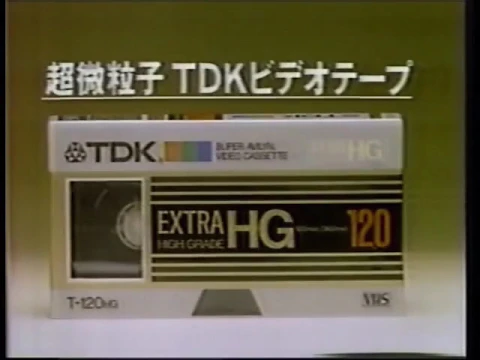 超微粒子 TDKビデオテープ
TDK SUPER AVILYN VIDEO CASSETTE HG
EXTRA HIGH GRADE HG 120
T-120HG VHS